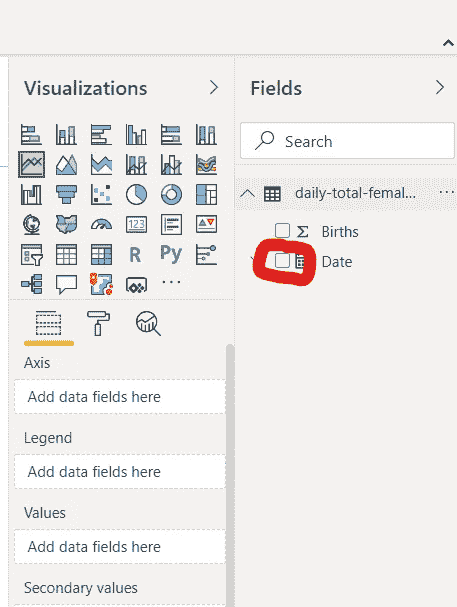 Visualizations
Fields
Search
daily-total-femal...
Σ Births
Date
123
R
Py
Axis
Add data fields here
Legend
Add data fields here
Values
Add data fields here
Secondary values